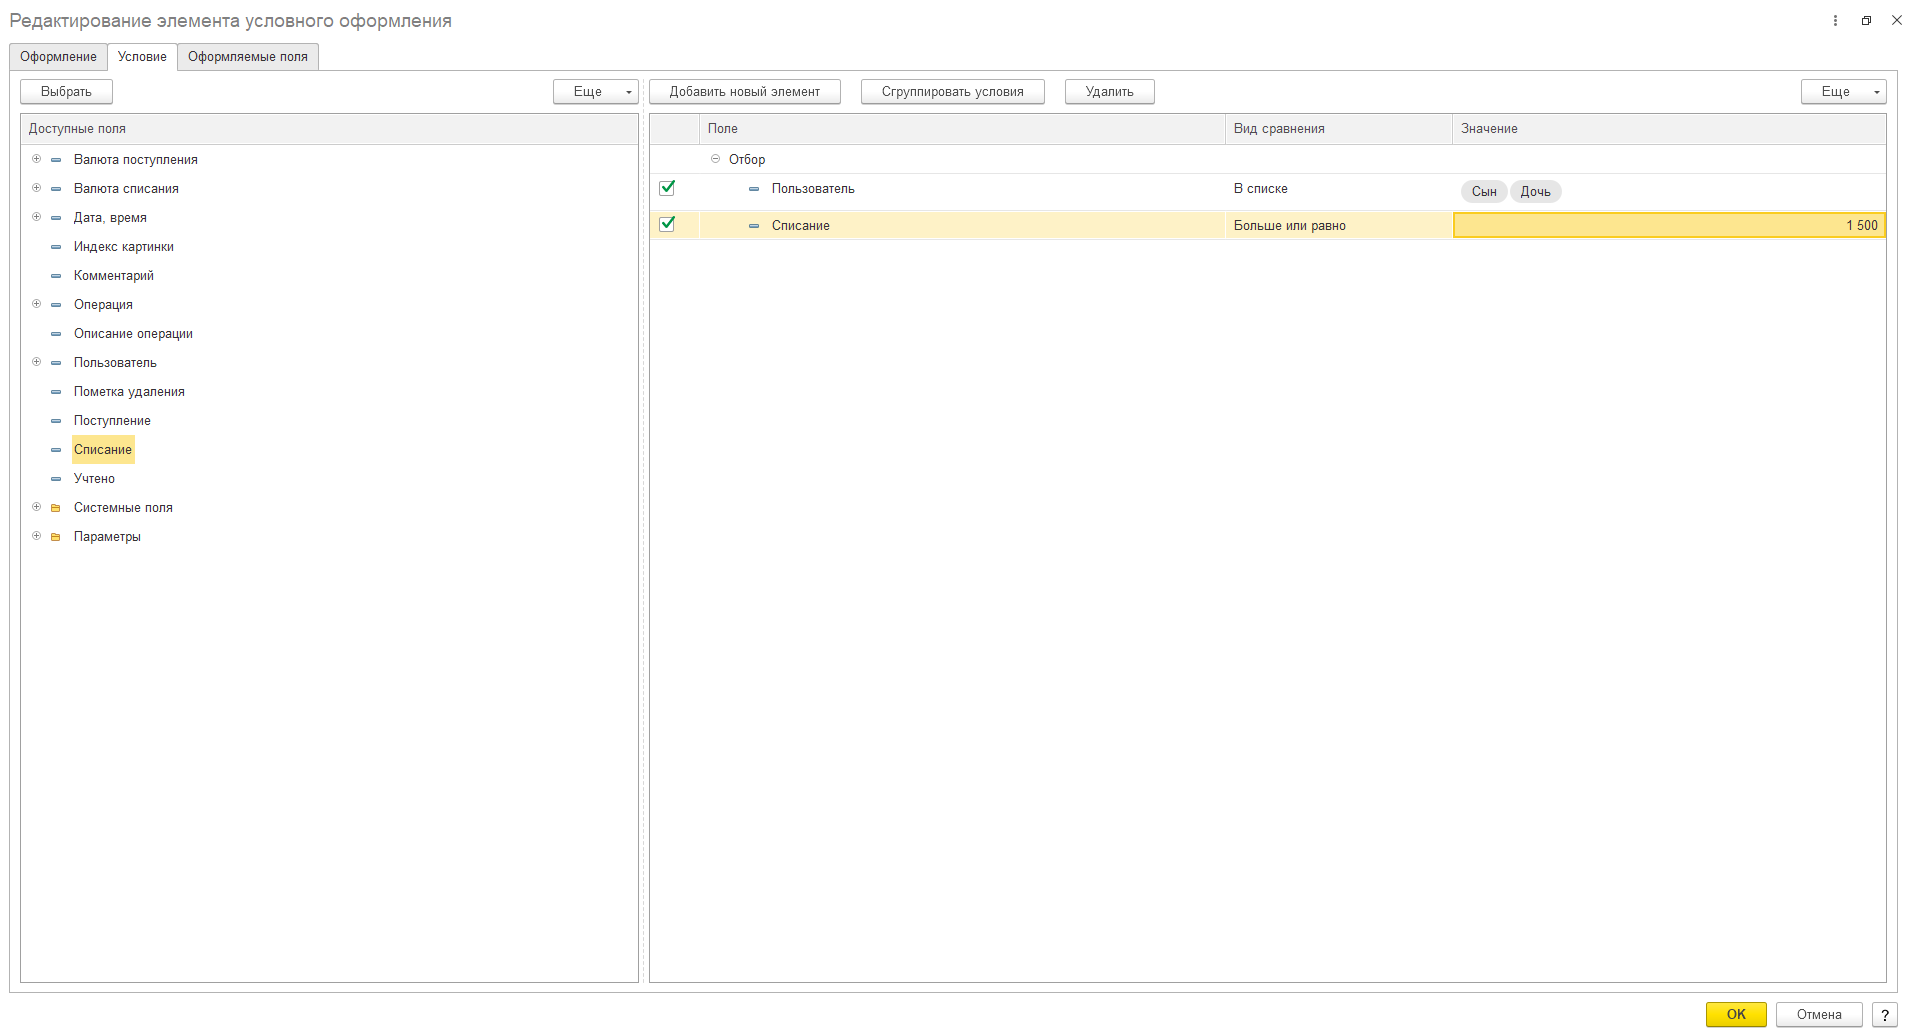 Редактирование элемента условного оформления
Оформление Условие Оформляемые поля
Выбрать Еще Добавить новый элемент Сгруппировать условия Удалить Еще
Доступные поля
Валюта поступления
Валюта списания
Дата, время
Индекс картинки
Комментарий
Операция
Описание операции
Пользователь
Пометка удаления
Поступление
Списание
Учтено
Системные поля
Параметры
Поле Вид сравнения Значение
Отбор
Пользователь В списке Сын Дочь
Списание Больше или равно 1 500
ОК Отмена ?